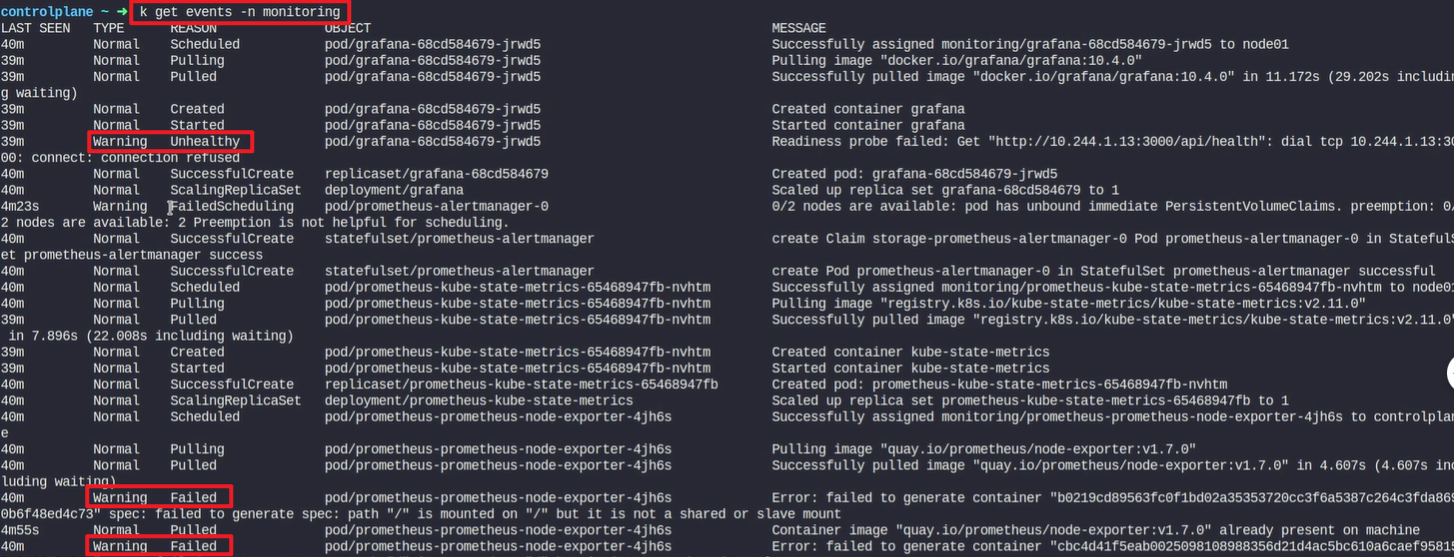 controlplane ~ ➜ k get events -n monitoring
LAST SEEN TYPE REASON OBJECT MESSAGE
40m Normal Scheduled pod/grafana-68cd584679-jrwd5 Successfully assigned monitoring/grafana-68cd584679-jrwd5 to node01
39m Normal Pulling pod/grafana-68cd584679-jrwd5 Pulling image "docker.io/grafana/grafana:10.4.0"
39m Normal Pulled pod/grafana-68cd584679-jrwd5 Successfully pulled image "docker.io/grafana/grafana:10.4.0" in 11.172s (29.202s includin
g waiting)
39m Normal Created pod/grafana-68cd584679-jrwd5 Created container grafana
39m Normal Started pod/grafana-68cd584679-jrwd5 Started container grafana
39m Warning Unhealthy pod/grafana-68cd584679-jrwd5 Readiness probe failed: Get "http://10.244.1.13:3000/api/health": dial tcp 10.244.1.13:30
00: connect: connection refused
40m Normal SuccessfulCreate replicaset/grafana-68cd584679 Created pod: grafana-68cd584679-jrwd5
40m Normal ScalingReplicaSet deployment/grafana Scaled up replica set grafana-68cd584679 to 1
4m23s Warning FailedScheduling pod/prometheus-alertmanager-0 0/2 nodes are available: pod has unbound immediate PersistentVolumeClaims. preemption: 0/
2 nodes are available: 2 Preemption is not helpful for scheduling.
40m Normal SuccessfulCreate statefulset/prometheus-alertmanager create Claim storage-prometheus-alertmanager-0 Pod prometheus-alertmanager-0 in StatefulS
et prometheus-alertmanager success
40m Normal SuccessfulCreate statefulset/prometheus-alertmanager create Pod prometheus-alertmanager-0 in StatefulSet prometheus-alertmanager successful
40m Normal Scheduled pod/prometheus-kube-state-metrics-65468947fb-nvhtm Successfully assigned monitoring/prometheus-kube-state-metrics-65468947fb-nvhtm to node01
40m Normal Pulling pod/prometheus-kube-state-metrics-65468947fb-nvhtm Pulling image "registry.k8s.io/kube-state-metrics/kube-state-metrics:v2.11.0"
39m Normal Pulled pod/prometheus-kube-state-metrics-65468947fb-nvhtm Successfully pulled image "registry.k8s.io/kube-state-metrics/kube-state-metrics:v2.11.0"
in 7.896s (22.008s including waiting)
39m Normal Created pod/prometheus-kube-state-metrics-65468947fb-nvhtm Created container kube-state-metrics
39m Normal Started pod/prometheus-kube-state-metrics-65468947fb-nvhtm Started container kube-state-metrics
40m Normal SuccessfulCreate replicaset/prometheus-kube-state-metrics-65468947fb Created pod: prometheus-kube-state-metrics-65468947fb-nvhtm
40m Normal ScalingReplicaSet deployment/prometheus-kube-state-metrics Scaled up replica set prometheus-kube-state-metrics-65468947fb to 1
40m Normal Scheduled pod/prometheus-prometheus-node-exporter-4jh6s Successfully assigned monitoring/prometheus-prometheus-node-exporter-4jh6s to controlplan
e
40m Normal Pulling pod/prometheus-prometheus-node-exporter-4jh6s Pulling image "quay.io/prometheus/node-exporter:v1.7.0"
40m Normal Pulled pod/prometheus-prometheus-node-exporter-4jh6s Successfully pulled image "quay.io/prometheus/node-exporter:v1.7.0" in 4.607s (4.607s inc
luding waiting)
40m Warning Failed pod/prometheus-prometheus-node-exporter-4jh6s Error: failed to generate container "b0219cd89563fc0f1bd02a35353720cc3f6a5387c264c3fda869
0b6f48ed4c73" spec: failed to generate spec: path "/" is mounted on "/" but it is not a shared or slave mount
4m55s Normal Pulled pod/prometheus-prometheus-node-exporter-4jh6s Container image "quay.io/prometheus/node-exporter:v1.7.0" already present on machine
40m Warning Failed pod/prometheus-prometheus-node-exporter-4jh6s Error: failed to generate container "cbc4d41f5eab0025098108988356d21d4ac5bc610a6caef95815